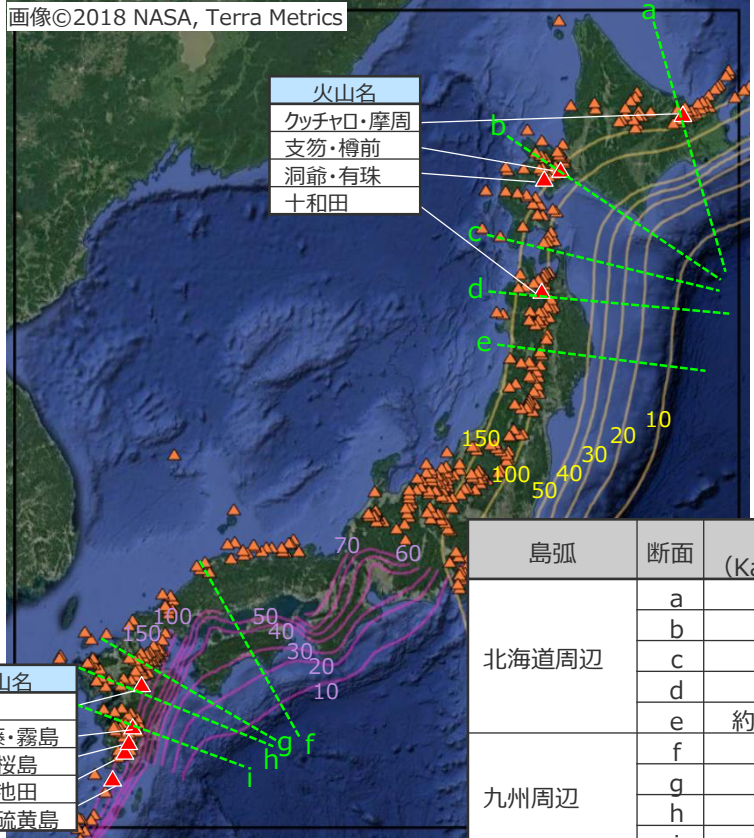 画像©2018 NASA, Terra Metrics
火山名
クッチャロ・摩周
支笏・樽前
洞爺・有珠
十和田
a
b
c
d
e
150
100
50
40
30
20
10
70
60
50
40
30
20
10
100
150
f
g
h
i
山名
・霧島
桜島
池田
硫黄島
島弧
断面
(Ka
北海道周辺
a
b
c
d
e
約
九州周辺
f
g
h